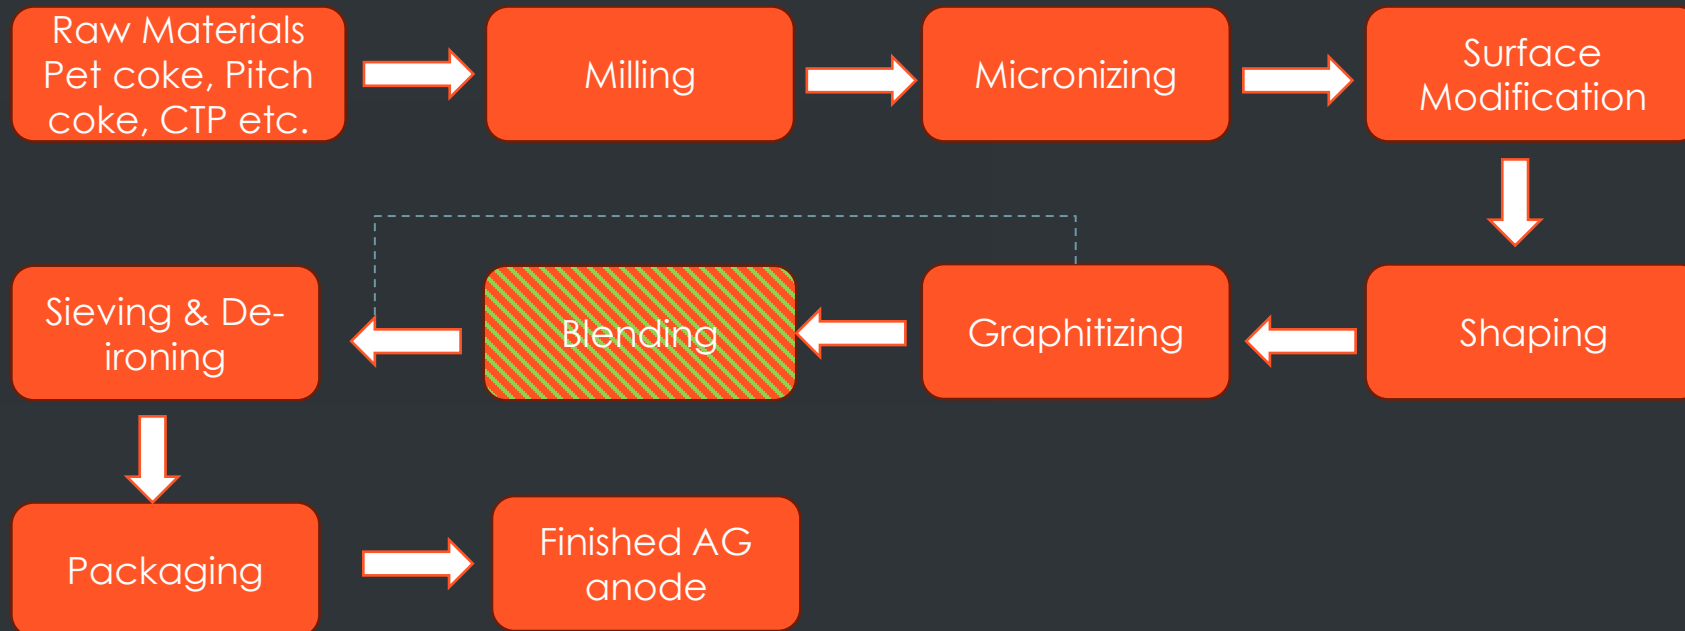 Raw Materials
Pet coke, Pitch
coke, CTP etc.
Milling
Micronizing
Surface
Modification
Shaping
Graphitizing
Blending
Sieving & De-
ironing
Packaging
Finished AG
anode